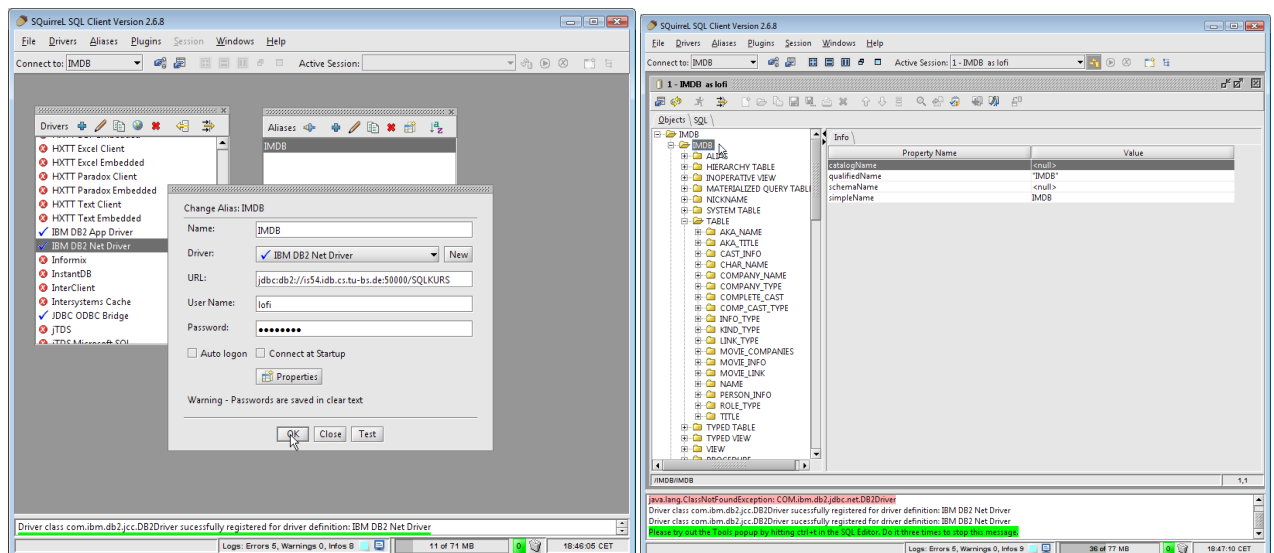 SQuirreL SQL Client Version 2.6.8
File Drivers Aliases Plugins Session Windows Help
Connect to: IMDB Active Session:
Drivers
HXTT Excel Client
HXTT Excel Embedded
HXTT Paradox Client
HXTT Paradox Embedded
HXTT Text Client
HXTT Text Embedded
IBM DB2 App Driver
IBM DB2 Net Driver
Informix
InstantDB
InterClient
Intersystems Cache
JDBC ODBC Bridge
jTDS
jTDS Microsoft SQL
Aliases
IMDB
Change Alias: IMDB
Name: IMDB
Driver: IBM DB2 Net Driver New
URL: jdbc:db2://is54.idb.cs.tu-bs.de:50000/SQLKURS
User Name: lofi
Password: ●●●●●●●●
Auto logon Connect at Startup
Properties
Warning - Passwords are saved in clear text
OK Close Test
Driver class com.ibm.db2.jcc.DB2Driver sucessfully registered for driver definition: IBM DB2 Net Driver
Logs: Errors 5, Warnings 0, Infos 8 11 of 71 MB 0 18:46:05 CET
SQuirreL SQL Client Version 2.6.8
File Drivers Aliases Plugins Session Windows Help
Connect to: IMDB Active Session: 1 - IMDB as lofi
1 - IMDB as lofi
Objects SQL
IMDB
IMDB
ALIAS
HIERARCHY TABLE
INOPERATIVE VIEW
MATERIALIZED QUERY TABL
NICKNAME
SYSTEM TABLE
TABLE
AKA_NAME
AKA_TITLE
CAST_INFO
CHAR_NAME
COMPANY_NAME
COMPANY_TYPE
COMPLETE_CAST
COMP_CAST_TYPE
INFO_TYPE
KIND_TYPE
LINK_TYPE
MOVIE_COMPANIES
MOVIE_INFO
MOVIE_LINK
NAME
PERSON_INFO
ROLE_TYPE
TITLE
TYPED TABLE
TYPED VIEW
VIEW
PROCEDURE
Info
Property Name Value
catalogName <null>
qualifiedName "IMDB"
schemaName <null>
simpleName IMDB
/IMDB/IMDB 1,1
java.lang.ClassNotFoundException: COM.ibm.db2.jdbc.net.DB2Driver
Driver class com.ibm.db2.jcc.DB2Driver sucessfully registered for driver definition: IBM DB2 Net Driver
Driver class com.ibm.db2.jcc.DB2Driver sucessfully registered for driver definition: IBM DB2 Net Driver
Please try out the Tools popup by hitting ctrl+t in the SQL Editor. Do it three times to stop this message.
Logs: Errors 5, Warnings 0, Infos 9 36 of 77 MB 0 18:47:10 CET